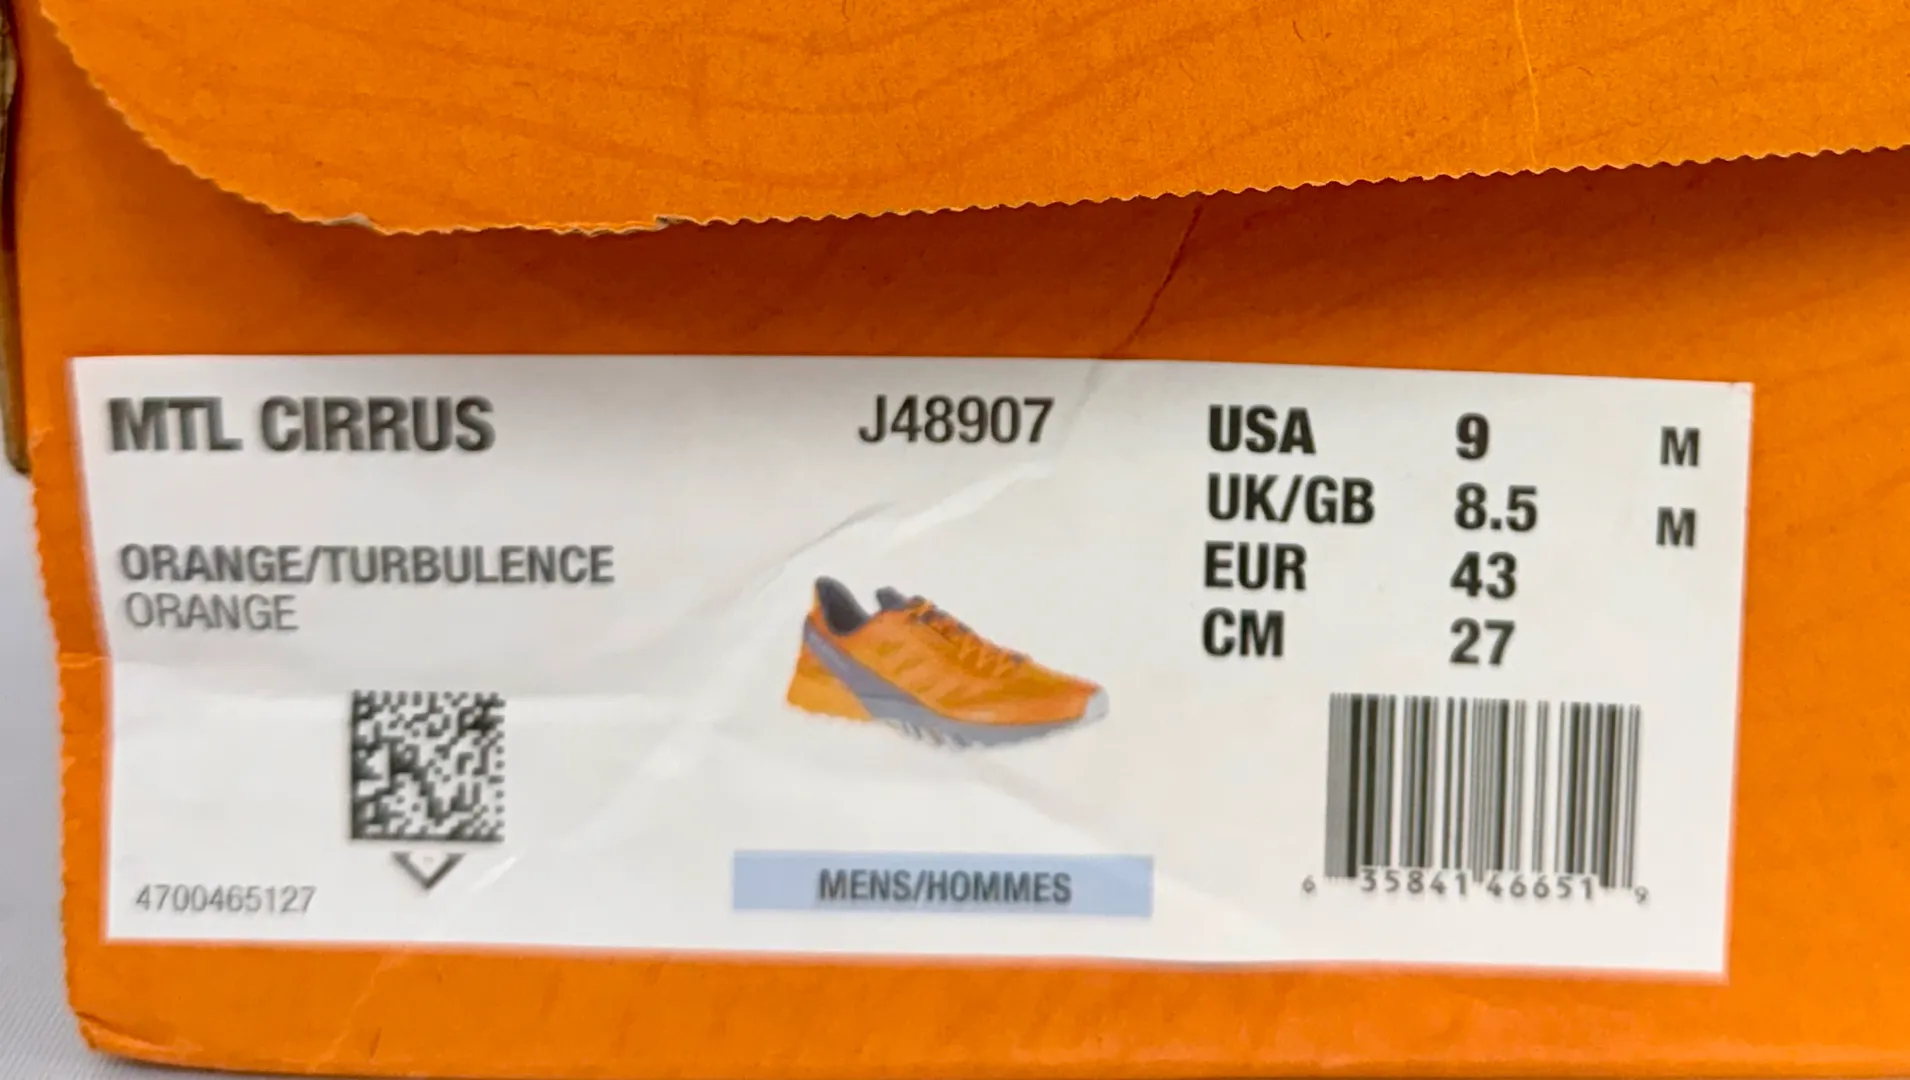 MTL CIRRUS
J48907
ORANGE/TURBULENCE
ORANGE
4700465127
MENS/HOMMES
USA 9 M
UK/GB 8.5 M
EUR 43
CM 27
6 35841 46651 9